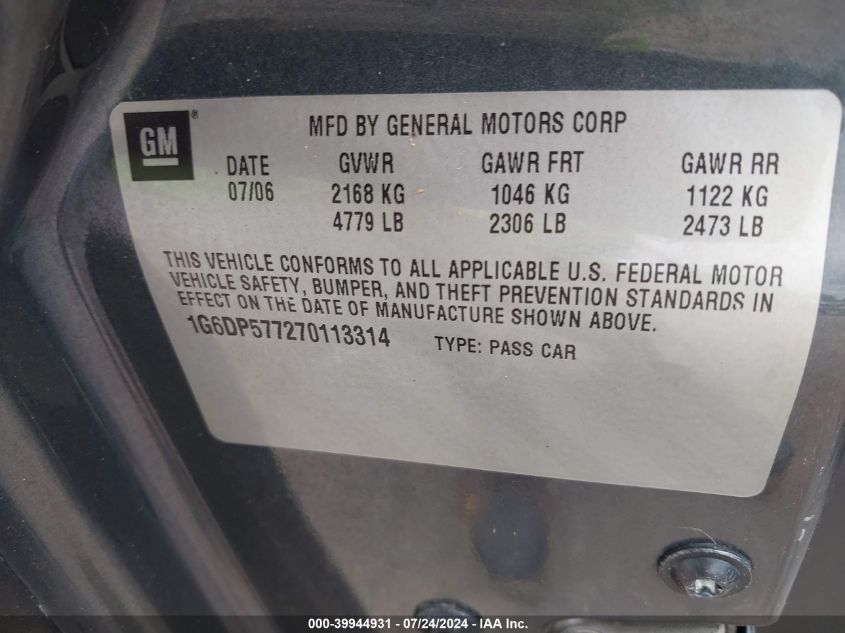 GM®
MFD BY GENERAL MOTORS CORP
DATE GVWR GAWR FRT GAWR RR
07/06 2168 KG 1046 KG 1122 KG
4779 LB 2306 LB 2473 LB
THIS VEHICLE CONFORMS TO ALL APPLICABLE U.S. FEDERAL MOTOR
VEHICLE SAFETY, BUMPER, AND THEFT PREVENTION STANDARDS IN
EFFECT ON THE DATE OF MANUFACTURE SHOWN ABOVE.
1G6DP577270113314 TYPE: PASS CAR
000-39944931 - 07/24/2024 - IAA Inc.